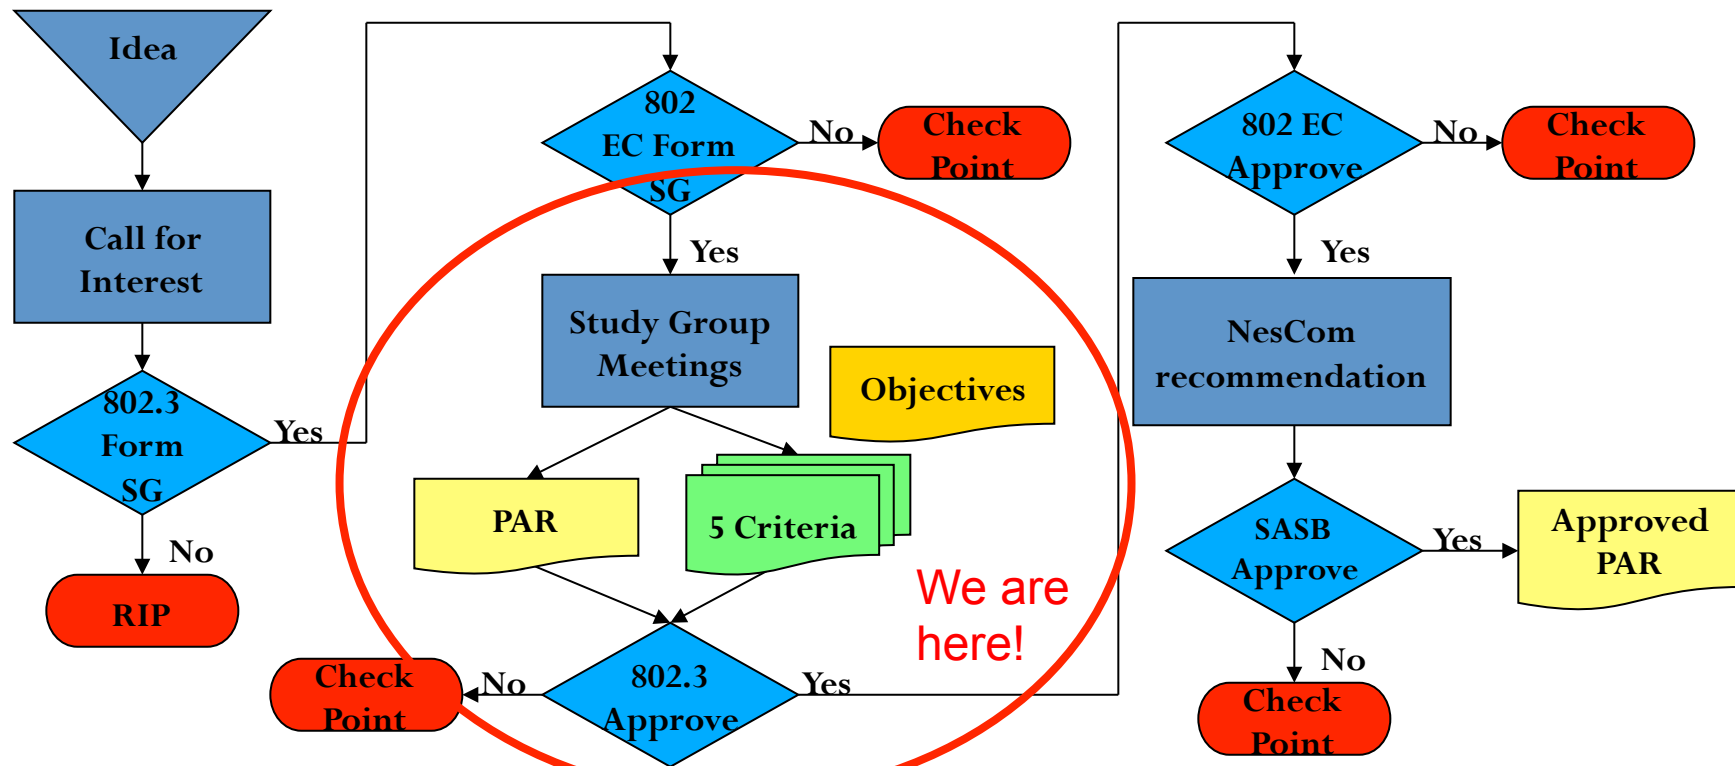 Idea
Call for
Interest
802.3
Form
SG
Yes
No
RIP
802
EC Form
SG
No
Check
Point
Yes
Study Group
Meetings
Objectives
PAR
5 Criteria
We are
here!
802.3
Approve
No
Check
Point
Yes
802 EC
Approve
No
Check
Point
Yes
NesCom
recommendation
SASB
Approve
Yes
Approved
PAR
No
Check
Point